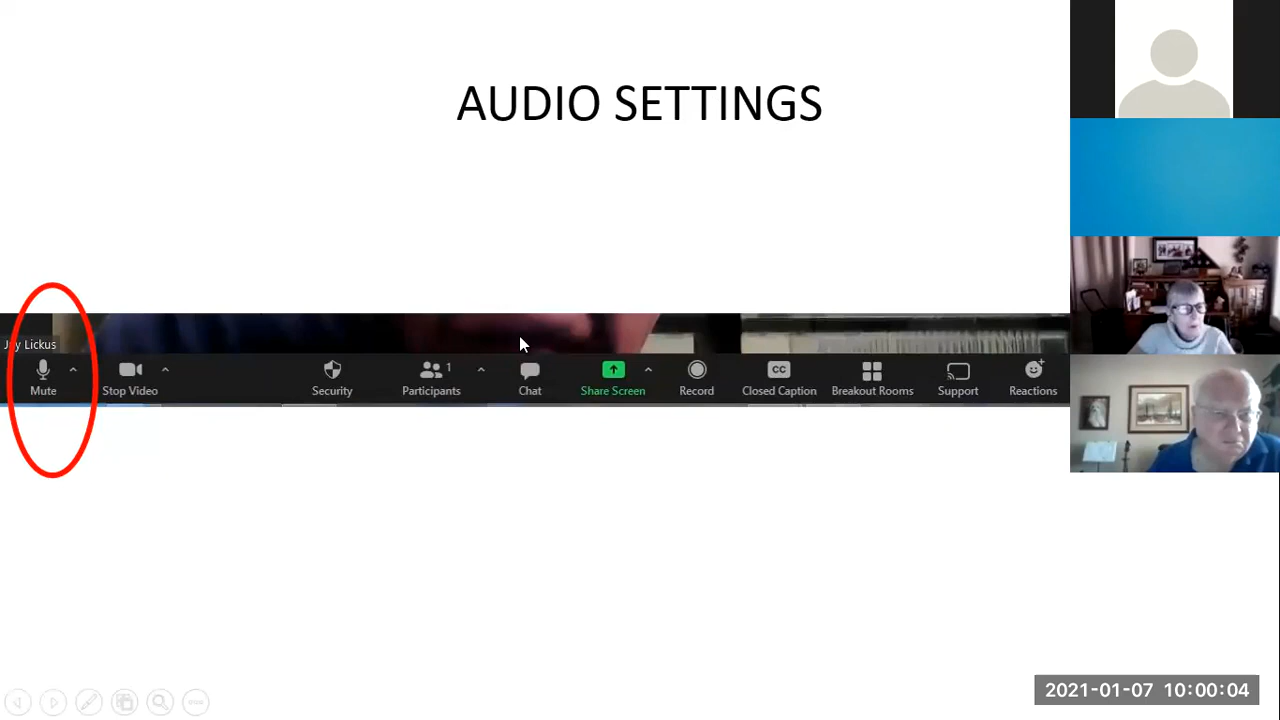 AUDIO SETTINGS
Lickus
Mute
Stop Video
Security
Participants
1
Chat
Share Screen
Record
CC
Closed Caption
Breakout Rooms
Support
Reactions
2021-01-07 10:00:04